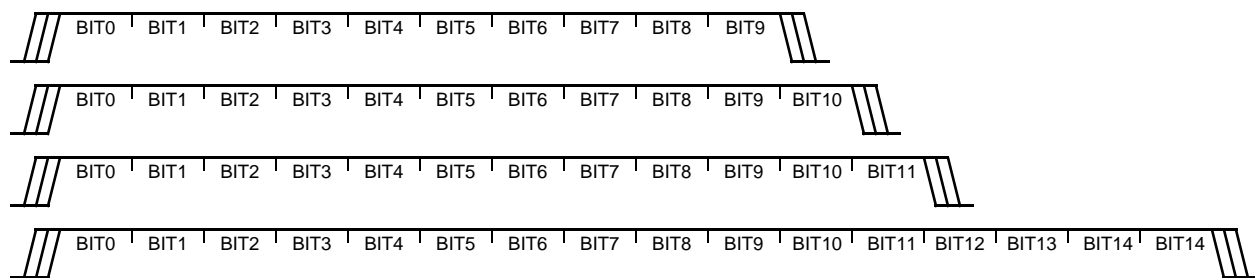 BIT0 BIT1 BIT2 BIT3 BIT4 BIT5 BIT6 BIT7 BIT8 BIT9
BIT0 BIT1 BIT2 BIT3 BIT4 BIT5 BIT6 BIT7 BIT8 BIT9 BIT10
BIT0 BIT1 BIT2 BIT3 BIT4 BIT5 BIT6 BIT7 BIT8 BIT9 BIT10 BIT11
BIT0 BIT1 BIT2 BIT3 BIT4 BIT5 BIT6 BIT7 BIT8 BIT9 BIT10 BIT11 BIT12 BIT13 BIT14 BIT14